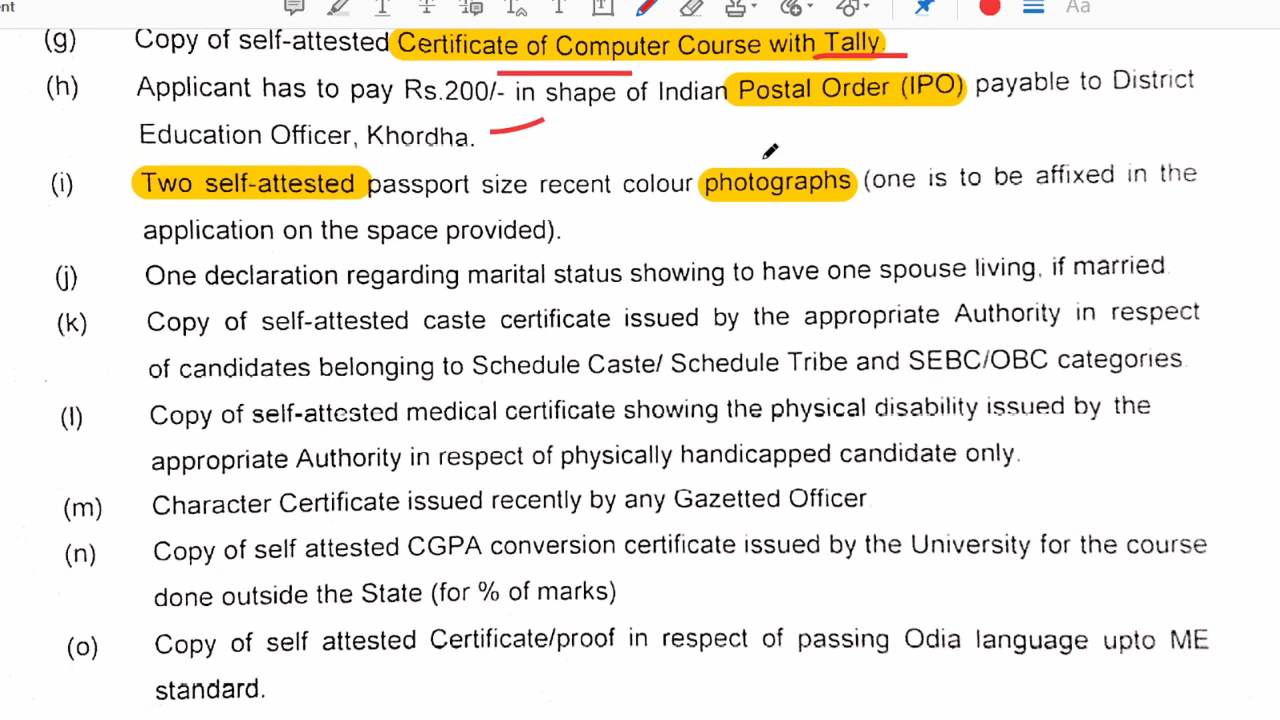 nt
Aa
(g) Copy of self-attested Certificate of Computer Course with Tally.
(h) Applicant has to pay Rs.200/- in shape of Indian Postal Order (IPO) payable to District
Education Officer, Khordha.
(i) Two self-attested passport size recent colour photographs (one is to be affixed in the
application on the space provided).
(j) One declaration regarding marital status showing to have one spouse living, if married.
(k) Copy of self-attested caste certificate issued by the appropriate Authority in respect
of candidates belonging to Schedule Caste/ Schedule Tribe and SEBC/OBC categories.
(l) Copy of self-attested medical certificate showing the physical disability issued by the
appropriate Authority in respect of physically handicapped candidate only.
(m) Character Certificate issued recently by any Gazetted Officer
(n) Copy of self attested CGPA conversion certificate issued by the University for the course
done outside the State (for % of marks)
(o) Copy of self attested Certificate/proof in respect of passing Odia language upto ME
standard.